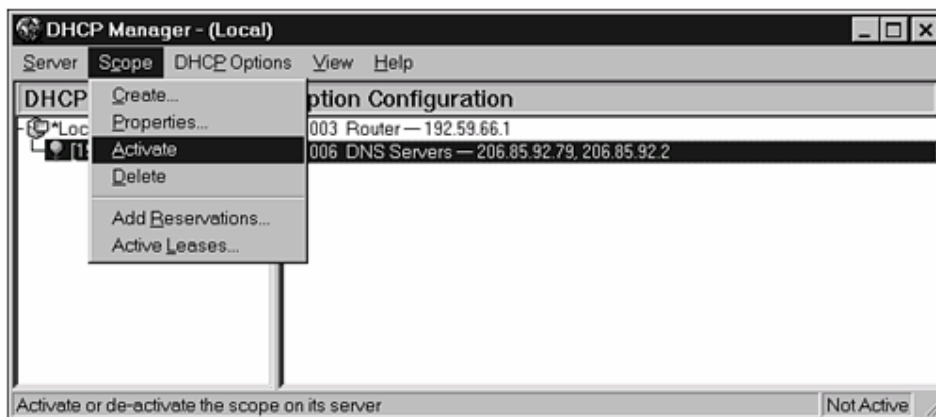 DHCP Manager - (Local)
Server Scope DHCP Options View Help
DHCP
ption Configuration
Create...
Properties...
Activate
Delete
Add Reservations...
Active Leases...
*Loc
003 Router — 192.59.66.1
006 DNS Servers — 206.85.92.79, 206.85.92.2
Activate or de-activate the scope on its server
Not Active